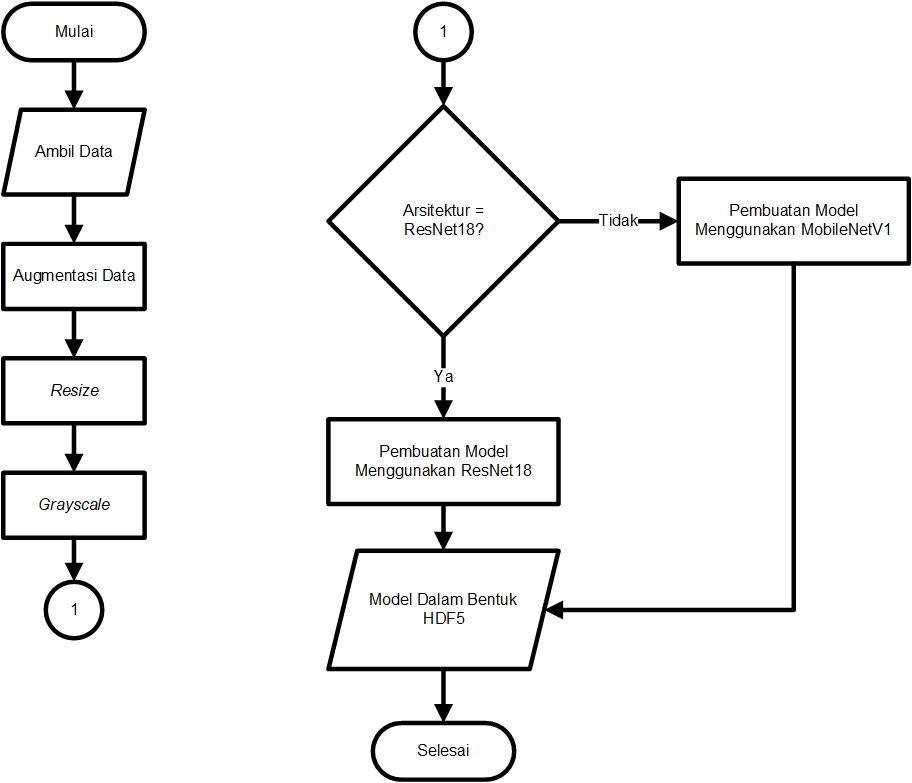 Mulai
Ambil Data
Augmentasi Data
Resize
Grayscale
1
1
Arsitektur =
ResNet18?
Tidak
Pembuatan Model
Menggunakan MobileNetV1
Ya
Pembuatan Model
Menggunakan ResNet18
Model Dalam Bentuk
HDF5
Selesai